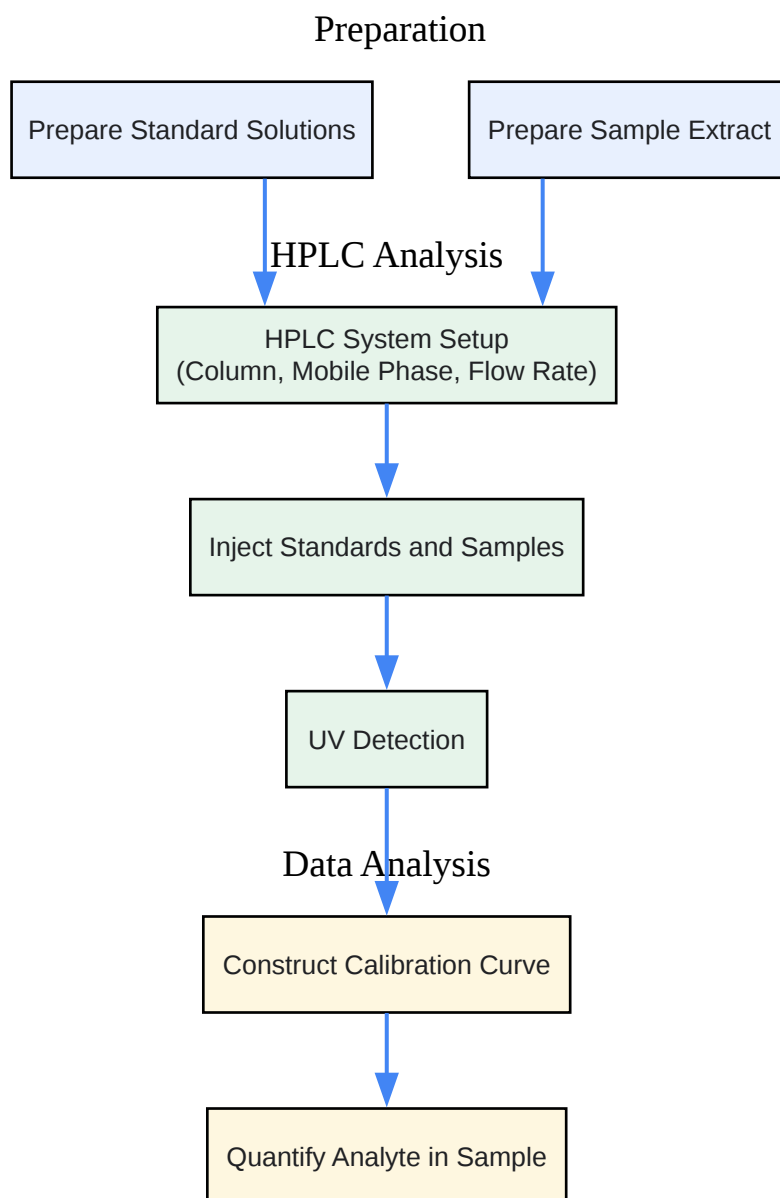 Preparation
Prepare Standard Solutions
Prepare Sample Extract
HPLC Analysis
HPLC System Setup
(Column, Mobile Phase, Flow Rate)
Inject Standards and Samples
UV Detection
Data Analysis
Construct Calibration Curve
Quantify Analyte in Sample